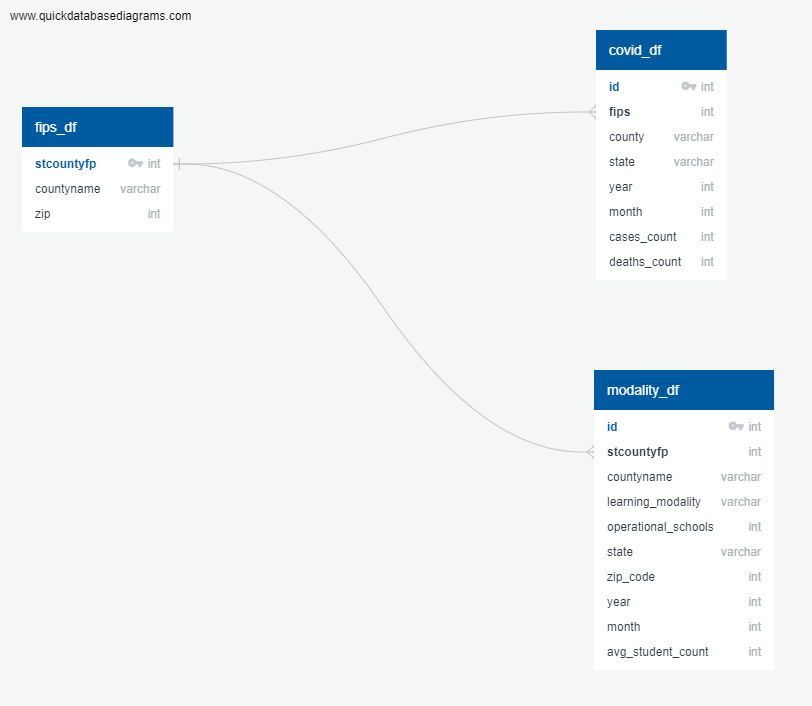 www.quickdatabasediagrams.com
covid_df
id int
fips int
county varchar
state varchar
year int
month int
cases_count int
deaths_count int
fips_df
stcountyfp int
countyname varchar
zip int
modality_df
id int
stcountyfp int
countyname varchar
learning_modality varchar
operational_schools int
state varchar
zip_code int
year int
month int
avg_student_count int